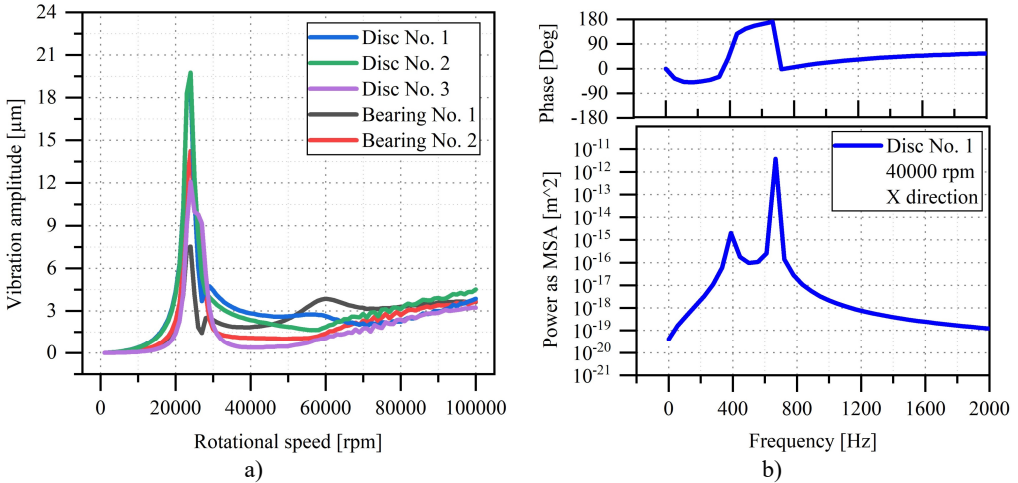 24
21
18
15
12
9
6
3
0
Vibration amplitude [μm]
Disc No. 1
Disc No. 2
Disc No. 3
Bearing No. 1
Bearing No. 2
0 20000 40000 60000 80000 100000
Rotational speed [rpm]
a)
180
90
0
-90
-180
Phase [Deg]
10^-11
10^-12
10^-13
10^-14
10^-15
10^-16
10^-17
10^-18
10^-19
10^-20
10^-21
Power as MSA [m^2]
Disc No. 1
40000 rpm
X direction
0 400 800 1200 1600 2000
Frequency [Hz]
b)